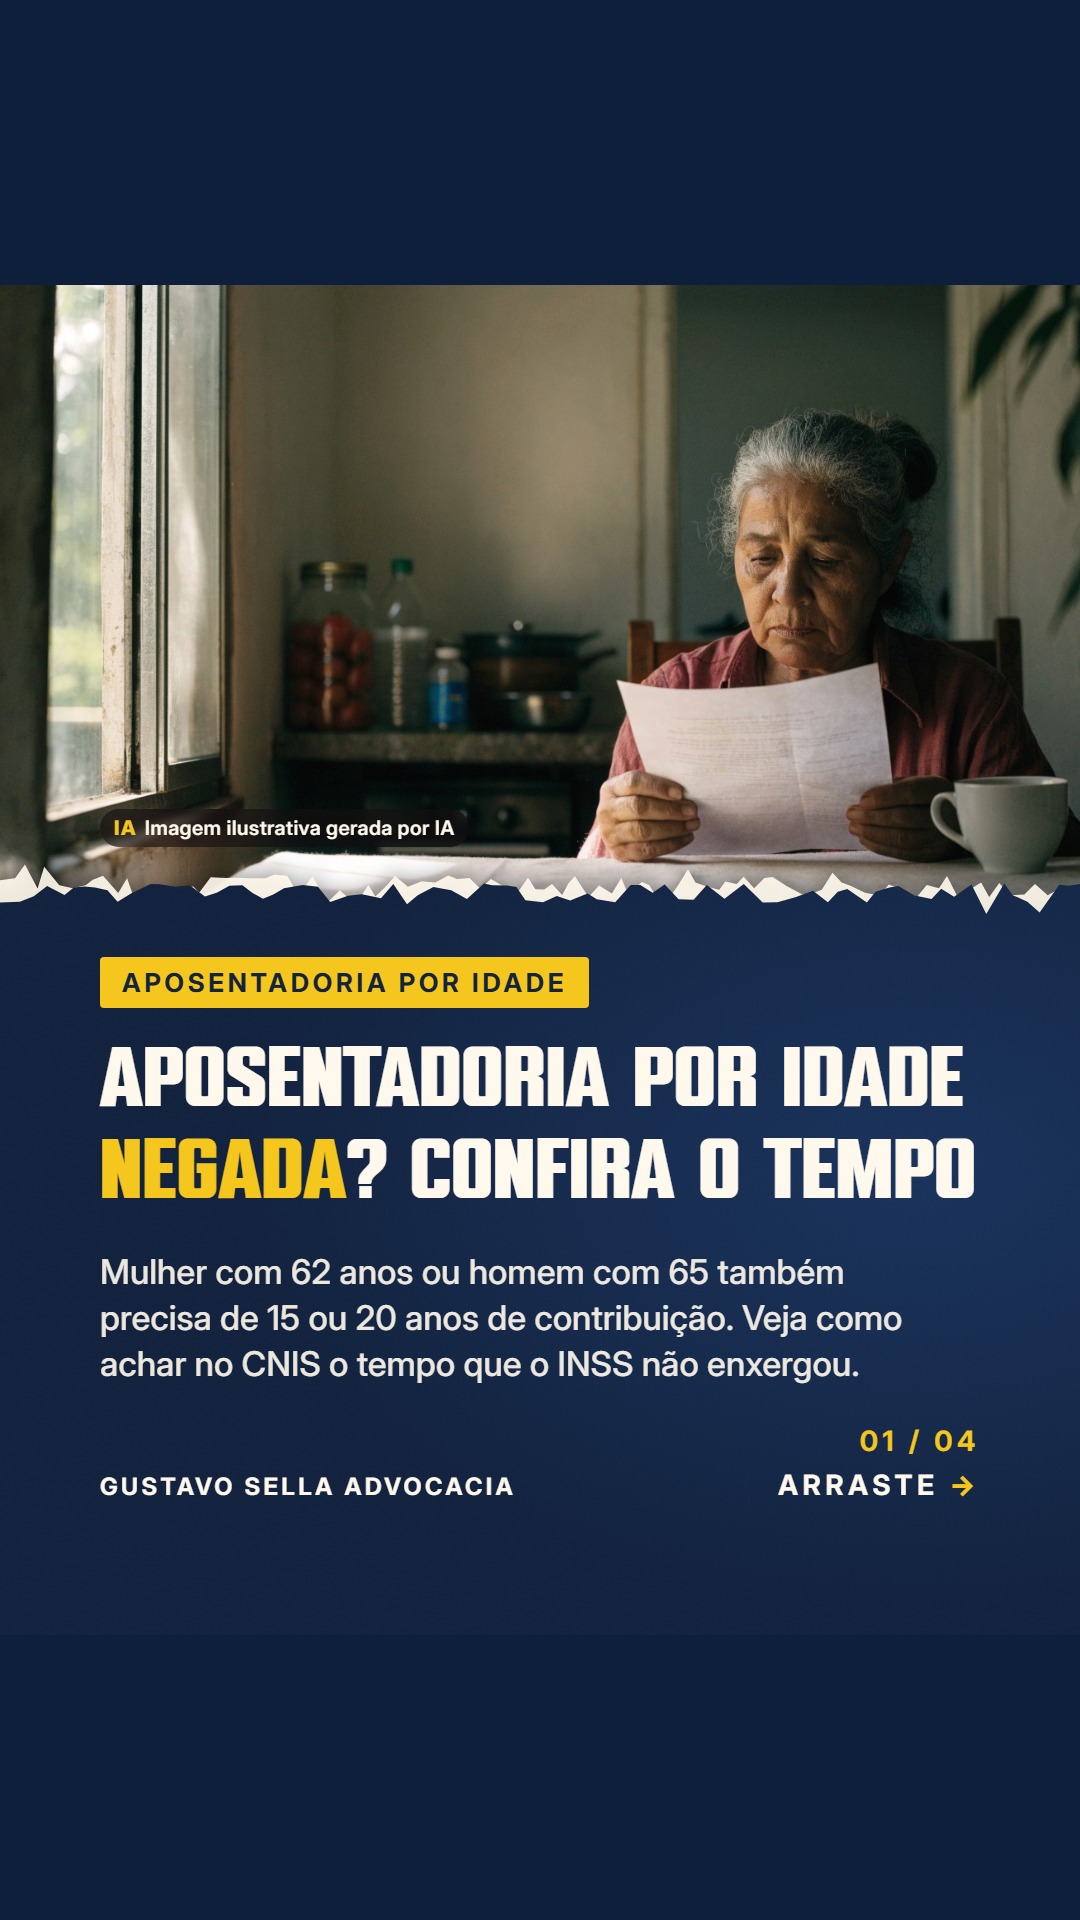 IA Imagem ilustrativa gerada por IA
APOSENTADORIA POR IDADE
APOSENTADORIA POR IDADE
NEGADA? CONFIRA O TEMPO
Mulher com 62 anos ou homem com 65 também
precisa de 15 ou 20 anos de contribuição. Veja como
achar no CNIS o tempo que o INSS não enxergou.
01 / 04
GUSTAVO SELLA ADVOCACIA
ARRASTE →